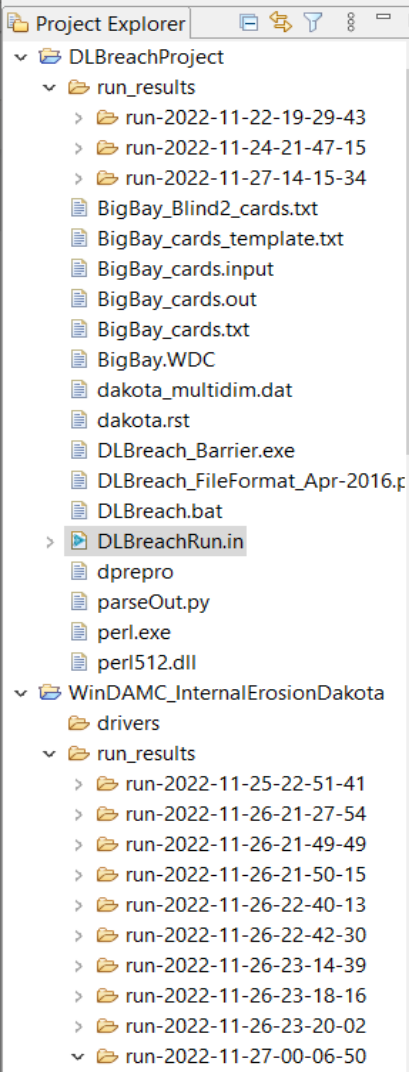 Project Explorer
DLBreachProject
run_results
run-2022-11-22-19-29-43
run-2022-11-24-21-47-15
run-2022-11-27-14-15-34
BigBay_Blind2_cards.txt
BigBay_cards_template.txt
BigBay_cards.input
BigBay_cards.out
BigBay_cards.txt
BigBay.WDC
dakota_multidim.dat
dakota.rst
DLBreach_Barrier.exe
DLBreach_FileFormat_Apr-2016.p
DLBreach.bat
DLBreachRun.in
dprepro
parseOut.py
perl.exe
perl512.dll
WinDAMC_InternalErosionDakota
drivers
run_results
run-2022-11-25-22-51-41
run-2022-11-26-21-27-54
run-2022-11-26-21-49-49
run-2022-11-26-21-50-15
run-2022-11-26-22-40-13
run-2022-11-26-22-42-30
run-2022-11-26-23-14-39
run-2022-11-26-23-18-16
run-2022-11-26-23-20-02
run-2022-11-27-00-06-50